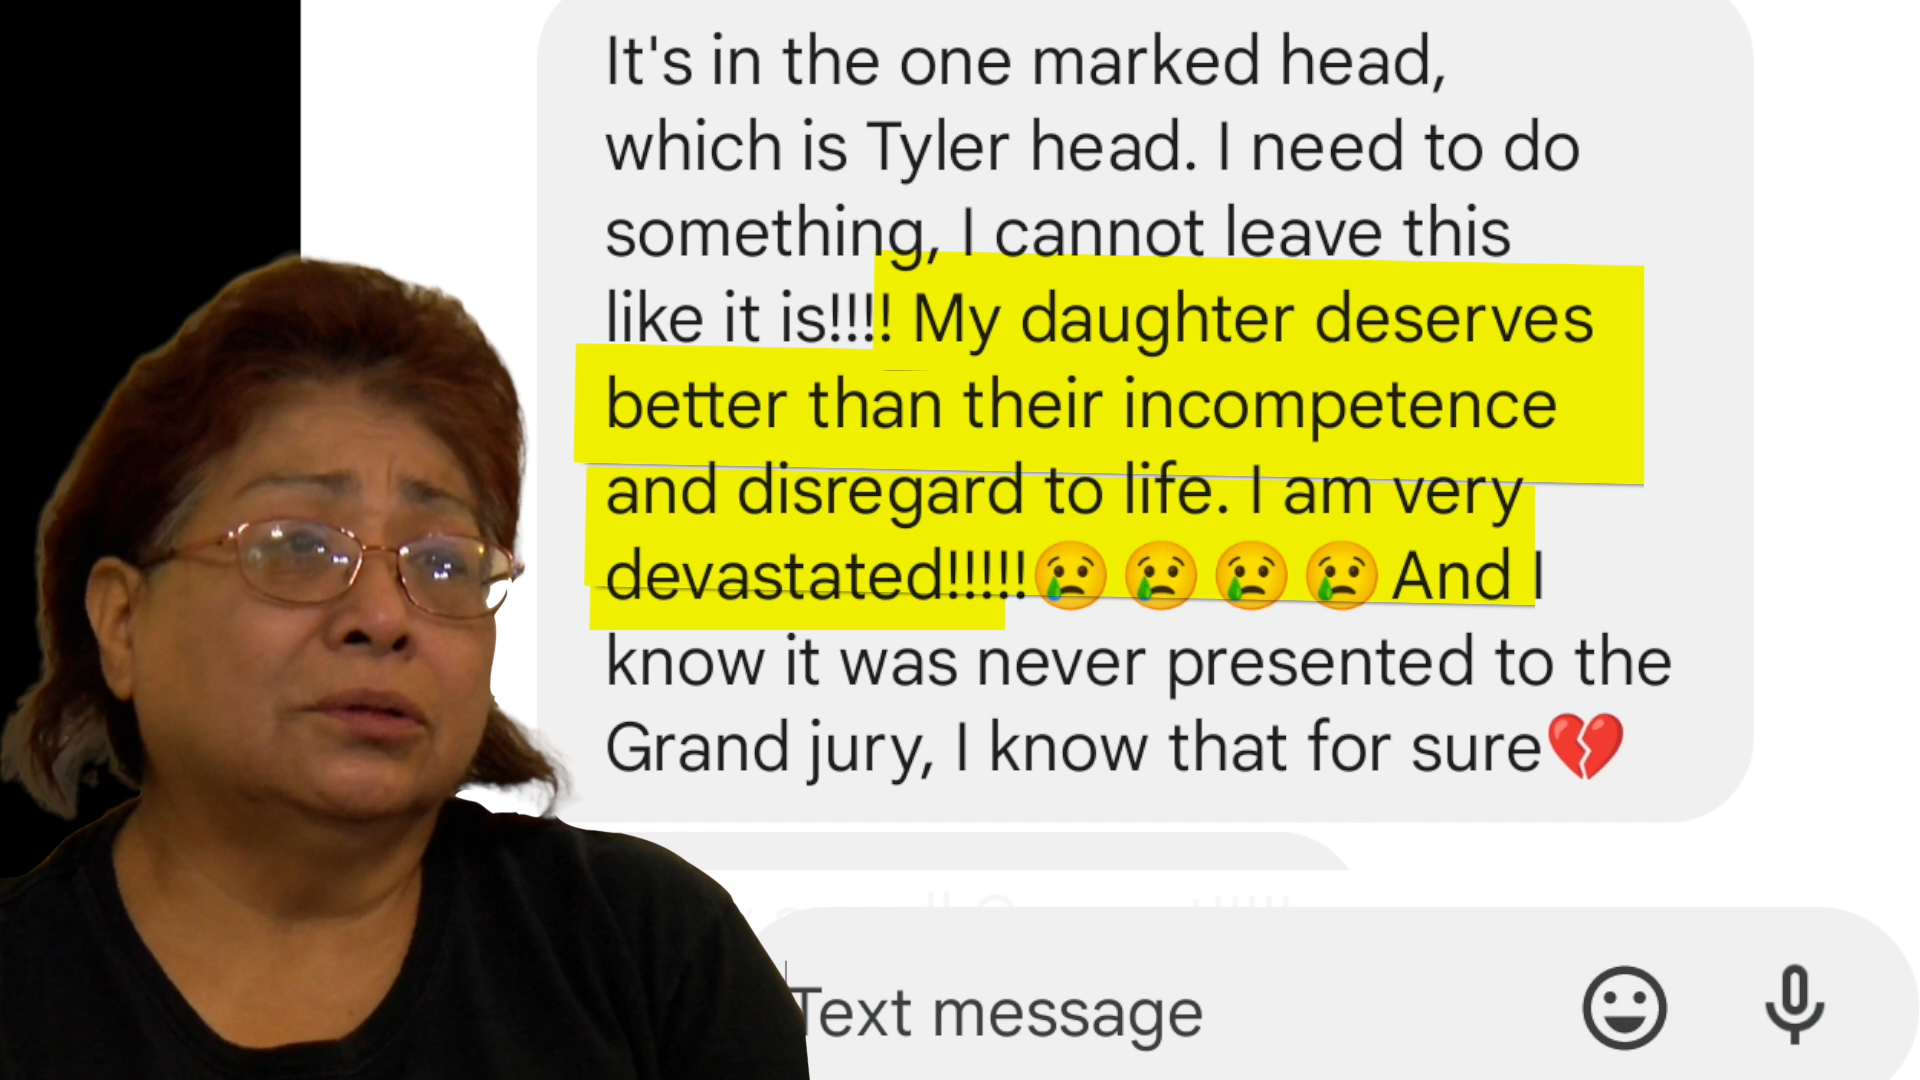 It's in the one marked head,
which is Tyler head. I need to do
something, I cannot leave this
like it is!!!! My daughter deserves
better than their incompetence
and disregard to life. I am very
devastated!!!!!😢😢😢😢 And I
know it was never presented to the
Grand jury, I know that for sure💔
Text message